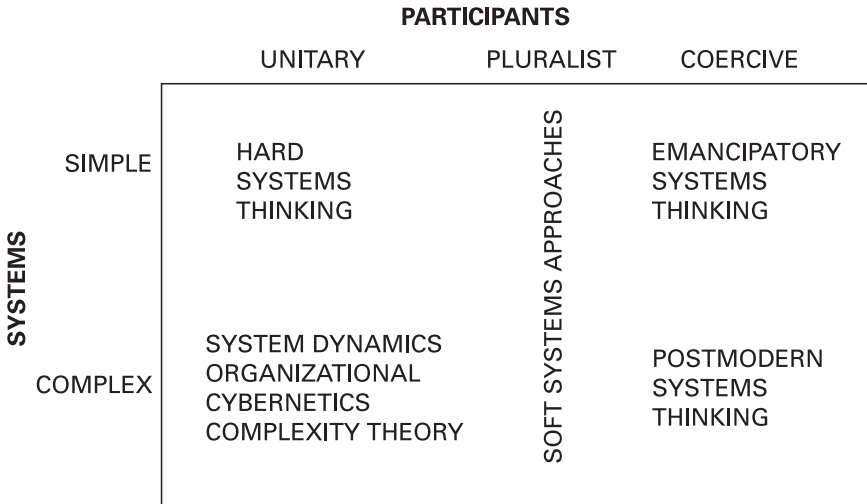 PARTICIPANTS
UNITARY PLURALIST COERCIVE
SYSTEMS
SIMPLE
HARD
SYSTEMS
THINKING
SOFT SYSTEMS APPROACHES
EMANCIPATORY
SYSTEMS
THINKING
COMPLEX
SYSTEM DYNAMICS
ORGANIZATIONAL
CYBERNETICS
COMPLEXITY THEORY
POSTMODERN
SYSTEMS
THINKING